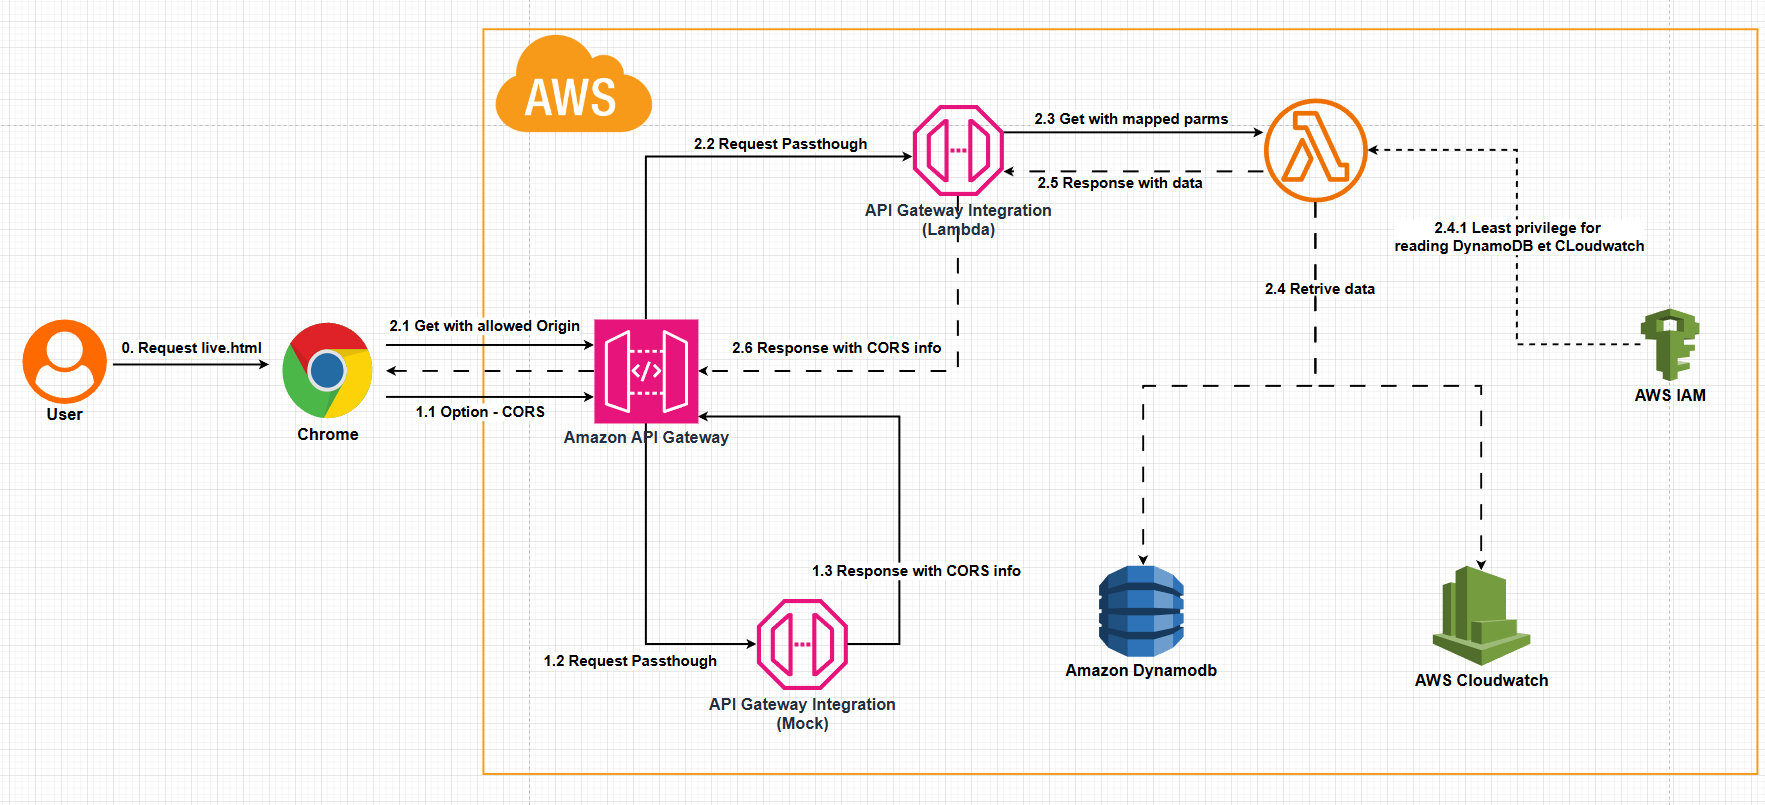 AWS
2.3 Get with mapped parms
2.2 Request Passthough
2.5 Response with data
API Gateway Integration
(Lambda)
2.4.1 Least privilege for
reading DynamoDB et CLoudwatch
2.4 Retrive data
2.1 Get with allowed Origin
0. Request live.html
2.6 Response with CORS info
</>
AWS IAM
1.1 Option - CORS
User
Chrome
Amazon API Gateway
1.3 Response with CORS info
1.2 Request Passthough
Amazon Dynamodb
AWS Cloudwatch
API Gateway Integration
(Mock)